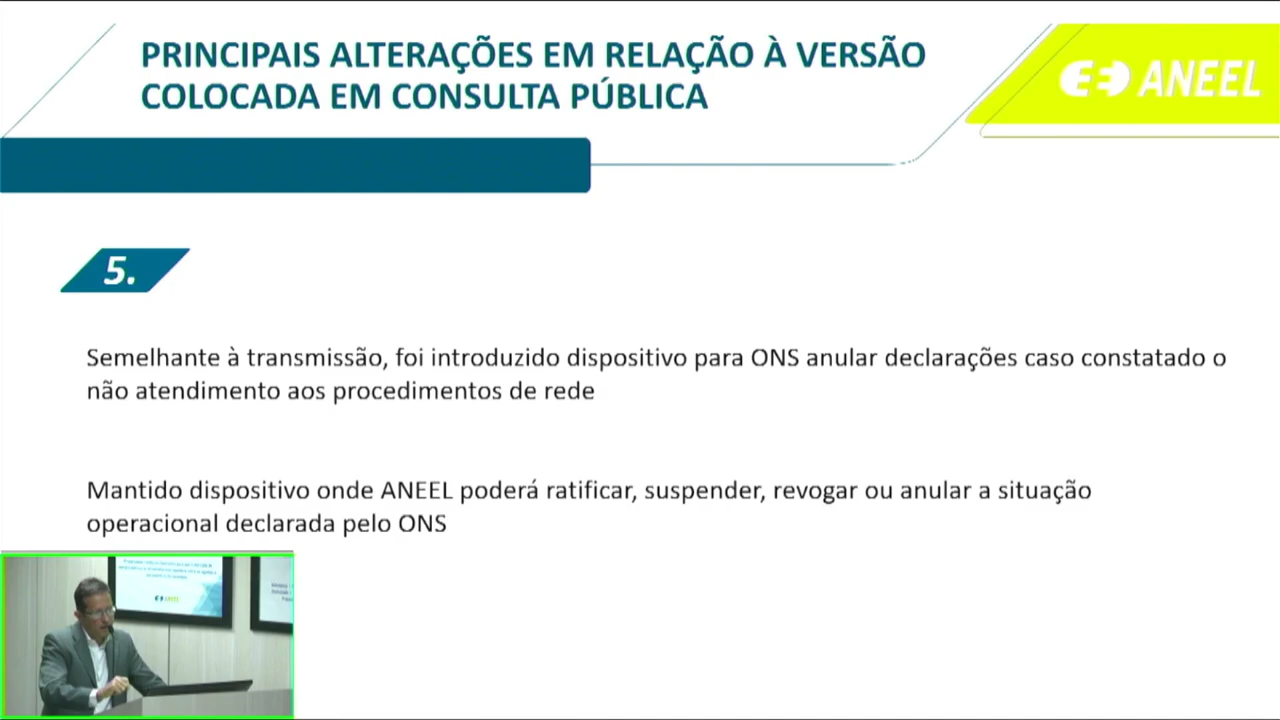 PRINCIPAIS ALTERAÇÕES EM RELAÇÃO À VERSÃO
COLOCADA EM CONSULTA PÚBLICA
ANEEL
5.
Semelhante à transmissão, foi introduzido dispositivo para ONS anular declarações caso constatado o
não atendimento aos procedimentos de rede
Mantido dispositivo onde ANEEL poderá ratificar, suspender, revogar ou anular a situação
operacional declarada pelo ONS
ANEEL